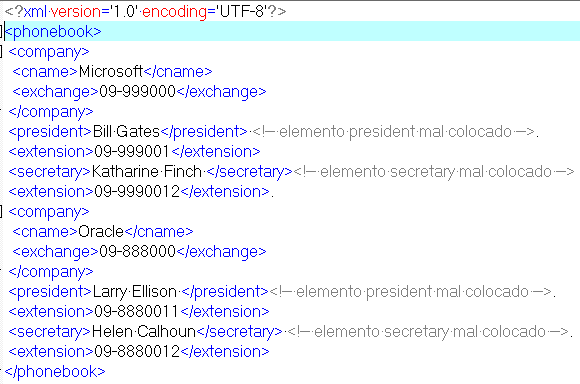 <?xml version='1.0' encoding='UTF-8'?>
<phonebook>
<company>
<cname>Microsoft</cname>
<exchange>09-999000</exchange>
</company>
<president>Bill Gates</president> <!-- elemento president mal colocado -->.
<extension>09-999001</extension>
<secretary>Katharine Finch </secretary><!-- elemento secretary mal colocado -->
<extension>09-9990012</extension>.
<company>
<cname>Oracle</cname>
<exchange>09-888000</exchange>
</company>
<president>Larry Ellison </president><!-- elemento president mal colocado -->.
<extension>09-8880011</extension>
<secretary>Helen Calhoun</secretary> <!-- elemento secretary mal colocado -->.
<extension>09-8880012</extension>
</phonebook>